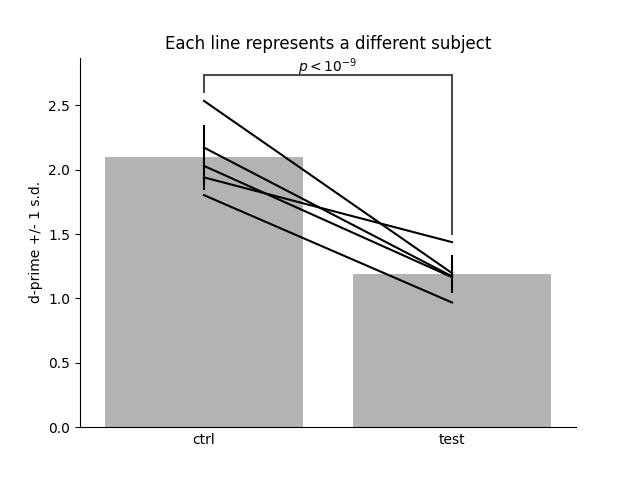 Each line represents a different subject
p < 10⁻⁹
d-prime +/- 1 s.d.
2.5
2.0
1.5
1.0
0.5
0.0
ctrl test